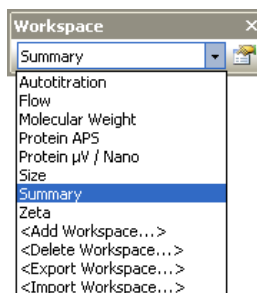 Workspace
Summary
Autotitration
Flow
Molecular Weight
Protein APS
Protein µV / Nano
Size
Summary
Zeta
<Add Workspace...>
<Delete Workspace...>
<Export Workspace...>
<Import Workspace...>